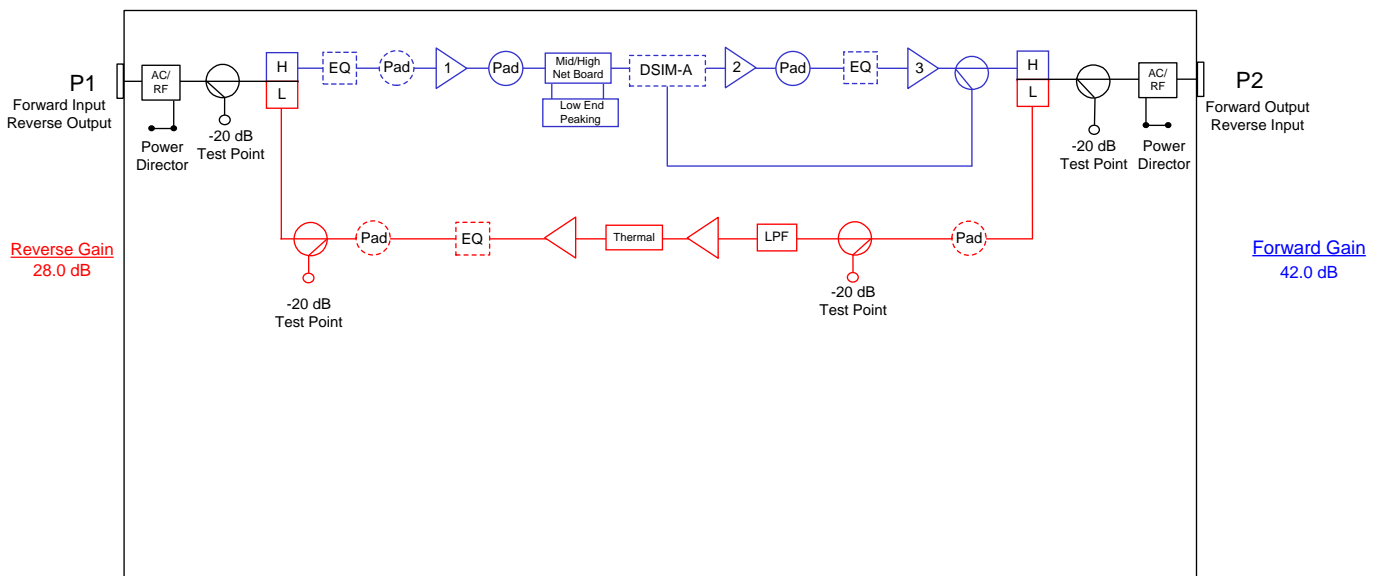 P1
Forward Input
Reverse Output
AC/
RF
Power
Director
-20 dB
Test Point
H
L
EQ
Pad
1
Pad
Mid/High
Net Board
Low End
Peaking
DSIM-A
2
Pad
EQ
3
H
L
-20 dB
Test Point
AC/
RF
Power
Director
P2
Forward Output
Reverse Input
Reverse Gain
28.0 dB
-20 dB
Test Point
Pad
EQ
Thermal
LPF
-20 dB
Test Point
Pad
Forward Gain
42.0 dB